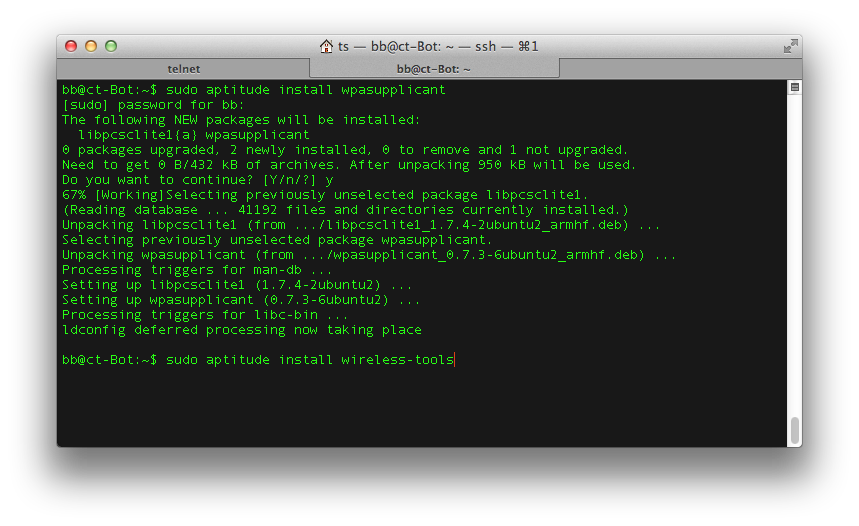 ts — bb@ct-Bot: ~ — ssh — ⌘1
telnet
bb@ct-Bot: ~
bb@ct-Bot:~$ sudo aptitude install wpasupplicant
[sudo] password for bb:
The following NEW packages will be installed:
  libpcsclite1{a} wpasupplicant
0 packages upgraded, 2 newly installed, 0 to remove and 1 not upgraded.
Need to get 0 B/432 kB of archives. After unpacking 950 kB will be used.
Do you want to continue? [Y/n/?] y
67% [Working]Selecting previously unselected package libpcsclite1.
(Reading database ... 41192 files and directories currently installed.)
Unpacking libpcsclite1 (from .../libpcsclite1_1.7.4-2ubuntu2_armhf.deb) ...
Selecting previously unselected package wpasupplicant.
Unpacking wpasupplicant (from .../wpasupplicant_0.7.3-6ubuntu2_armhf.deb) ...
Processing triggers for man-db ...
Setting up libpcsclite1 (1.7.4-2ubuntu2) ...
Setting up wpasupplicant (0.7.3-6ubuntu2) ...
Processing triggers for libc-bin ...
ldconfig deferred processing now taking place
bb@ct-Bot:~$ sudo aptitude install wireless-tools